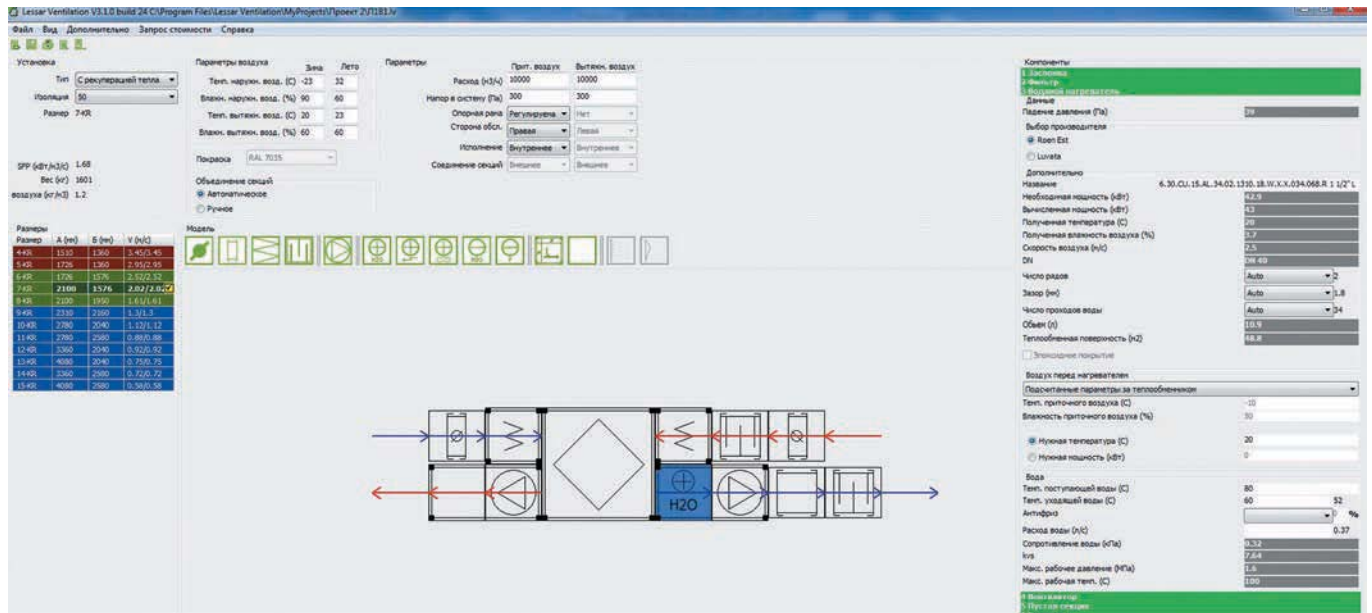 Lessar Ventilation V3.1.0 build 24 C:\Program Files\Lessar Ventilation\MyProjects\Проект 2\П1В1.lv
Файл Вид Дополнительно Запрос стоимости Справка
Установка
Тип С рекуперацией тепла
Изоляция 50
Размер 7-KR
SFP (кВт/м3/с) 1.68
Вес (кг) 1601
воздуха (кг/м3) 1.2
Параметры воздуха Зима Лето
Темп. наружн. возд. (C) -23 32
Влажн. наружн. возд. (%) 90 60
Темп. вытяжн. возд. (C) 20 23
Влажн. вытяжн. возд. (%) 60 60
Покраска RAL 7035
Объединение секций
Автоматическое
Ручное
Параметры Прит. воздух Вытяжн. воздух
Расход (м3/ч) 10000 10000
Напор в систему (Па) 300 300
Опорная рама Регулируема Нет
Сторона обсл. Правая Левая
Исполнение Внутреннее Внутреннее
Соединение секций Внешнее Внешнее
Размеры
Размер А (мм) Б (мм) V (м/с)
4-KR 1510 1360 3.45/3.45
5-KR 1726 1360 2.95/2.95
6-KR 1726 1576 2.52/2.52
7-KR 2100 1576 2.02/2.02
8-KR 2100 1950 1.61/1.61
9-KR 2310 2160 1.3/1.3
10-KR 2780 2040 1.12/1.12
11-KR 2780 2580 0.88/0.88
12-KR 3360 2040 0.92/0.92
13-KR 4080 2040 0.75/0.75
14-KR 3360 2580 0.72/0.72
15-KR 4080 2580 0.58/0.58
Модель
H2O
Компоненты
1 Заслонка
2 Фильтр
3 Водяной нагреватель
Данные
Падение давления (Па) 39
Выбор производителя
Roen Est
Luvata
Дополнительно
Название 6.30.CU.15.AL.34.02.1310.18.W.X.X.034.068.R 1 1/2" L
Необходимая мощность (кВт) 42.9
Вычисленная мощность (кВт) 43
Полученная температура (C) 20
Полученная влажность воздуха (%) 3.7
Скорость воздуха (м/с) 2.5
DN DN 40
Число рядов Auto 2
Зазор (мм) Auto 1.8
Число проходов воды Auto 34
Объем (л) 10.9
Теплообменная поверхность (м2) 48.8
Эпоксидное покрытие
Воздух перед нагревателем
Подсчитанные параметры за теплообменником
Темп. приточного воздуха (C) -10
Влажность приточного воздуха (%) 30
Нужная температура (C) 20
Нужная мощность (кВт) 0
Вода
Темп. поступающей воды (C) 80
Темп. уходящей воды (C) 60 52
Антифриз 0 %
Расход воды (л/с) 0.37
Сопротивление воды (кПа) 0.32
kvs 7.64
Макс. рабочее давление (МПа) 1.6
Макс. рабочая темп. (C) 100
4 Вентилятор
5 Пустая секция